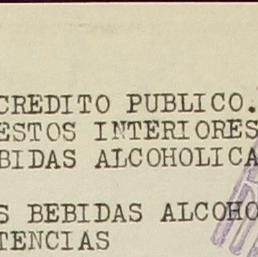 CREDITO PUBLICO.
ESTOS INTERIORES
BIDAS ALCOHOLICA
S BEBIDAS ALCOHO
TENCIAS